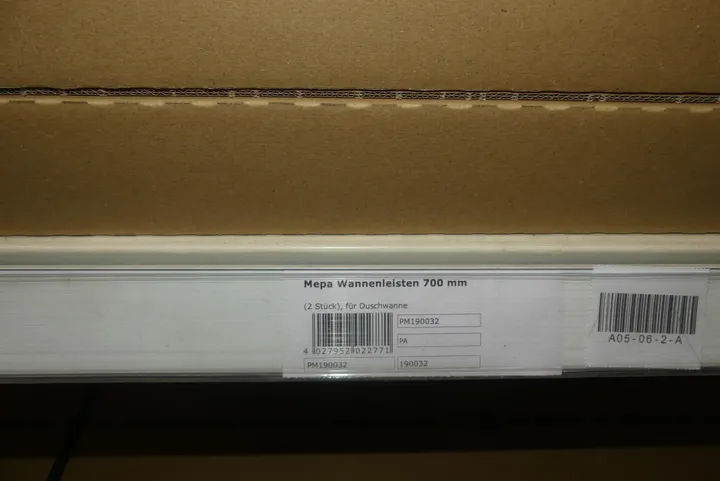 Mepa Wannenleisten 700 mm
(2 Stück), für Duschwanne
PM190032
PA
4 027952 022771
PM190032
190032
A05-06-2-A